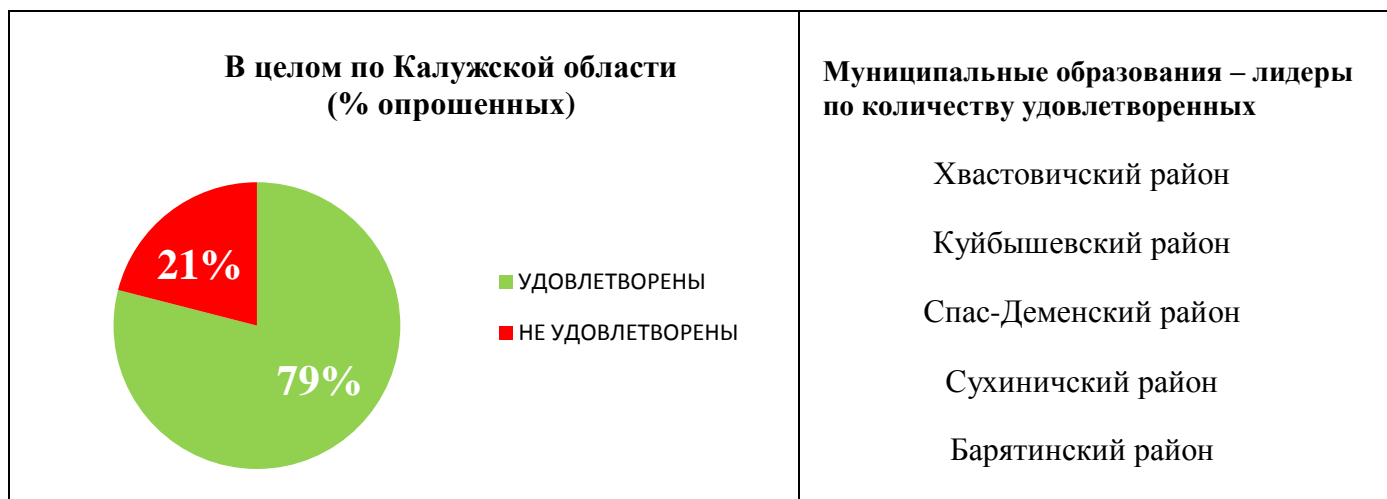 В целом по Калужской области
(% опрошенных)
21%
79%
УДОВЛЕТВОРЕНЫ
НЕ УДОВЛЕТВОРЕНЫ
Муниципальные образования – лидеры
по количеству удовлетворенных
Хвастовичский район
Куйбышевский район
Спас-Деменский район
Сухиничский район
Барятинский район